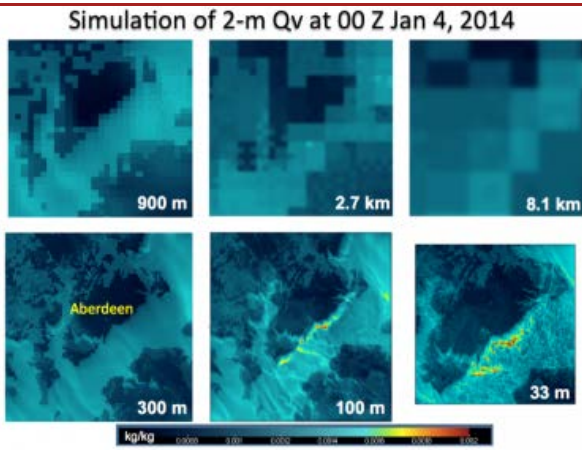 Simulation of 2-m Qv at 00 Z Jan 4, 2014
900 m
2.7 km
8.1 km
Aberdeen
300 m
100 m
33 m
kg/kg